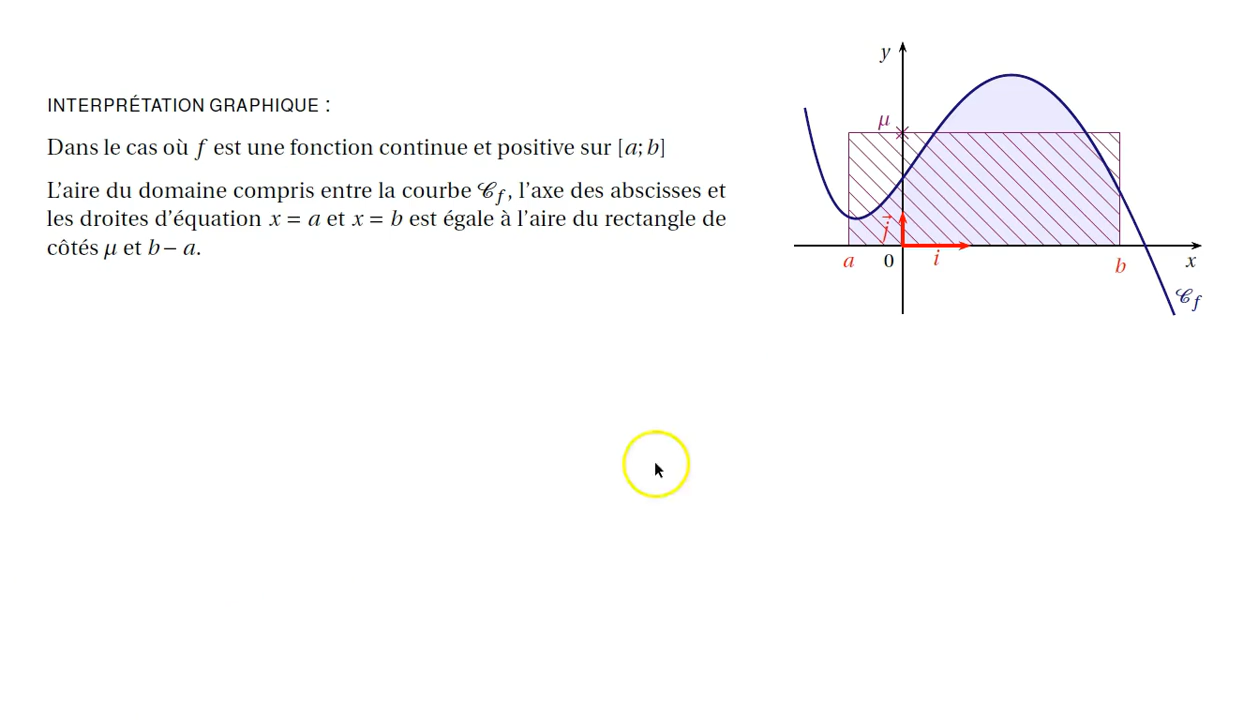 INTERPRÉTATION GRAPHIQUE :
Dans le cas où f est une fonction continue et positive sur [a; b]
L'aire du domaine compris entre la courbe 𝒞f, l'axe des abscisses et
les droites d'équation x = a et x = b est égale à l'aire du rectangle de
côtés μ et b − a.
y
μ
j
a
0
i
b
x
𝒞f